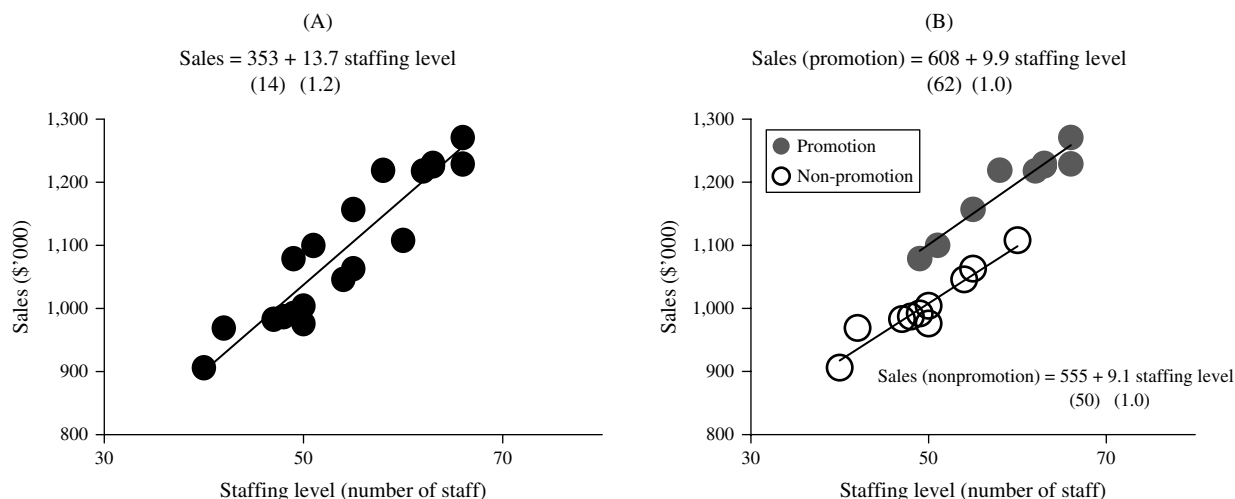 (A)
Sales = 353 + 13.7 staffing level
(14) (1.2)
1,300
1,200
1,100
1,000
900
800
Sales ($’000)
30
50
70
Staffing level (number of staff)
(B)
Sales (promotion) = 608 + 9.9 staffing level
(62) (1.0)
1,300
1,200
1,100
1,000
900
800
Sales ($’000)
Promotion
Non-promotion
Sales (nonpromotion) = 555 + 9.1 staffing level
(50) (1.0)
30
50
70
Staffing level (number of staff)